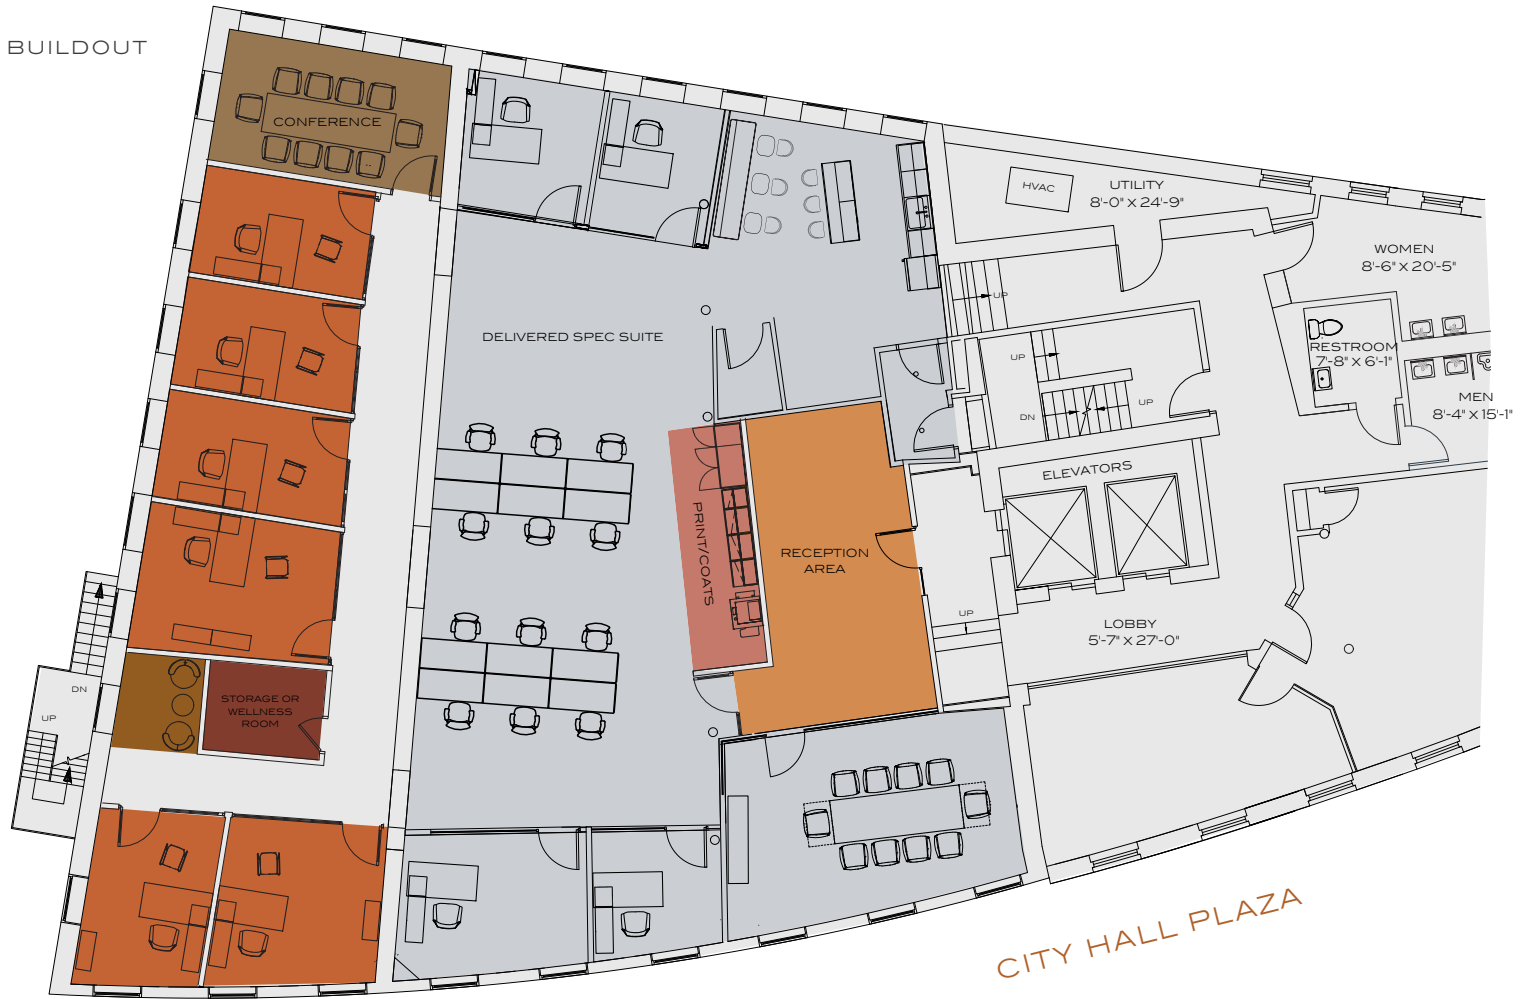 BUILDOUT
CONFERENCE
HVAC
UTILITY
8'-0" X 24'-9"
WOMEN
8'-6" X 20'-5"
UP
DELIVERED SPEC SUITE
RESTROOM
7'-8" X 6'-1"
UP
MEN
8'-4" X 15'-1"
DN
UP
ELEVATORS
PRINT/COATS
RECEPTION
AREA
UP
LOBBY
5'-7" X 27'-0"
DN
UP
STORAGE OR
WELLNESS
ROOM
CITY HALL PLAZA